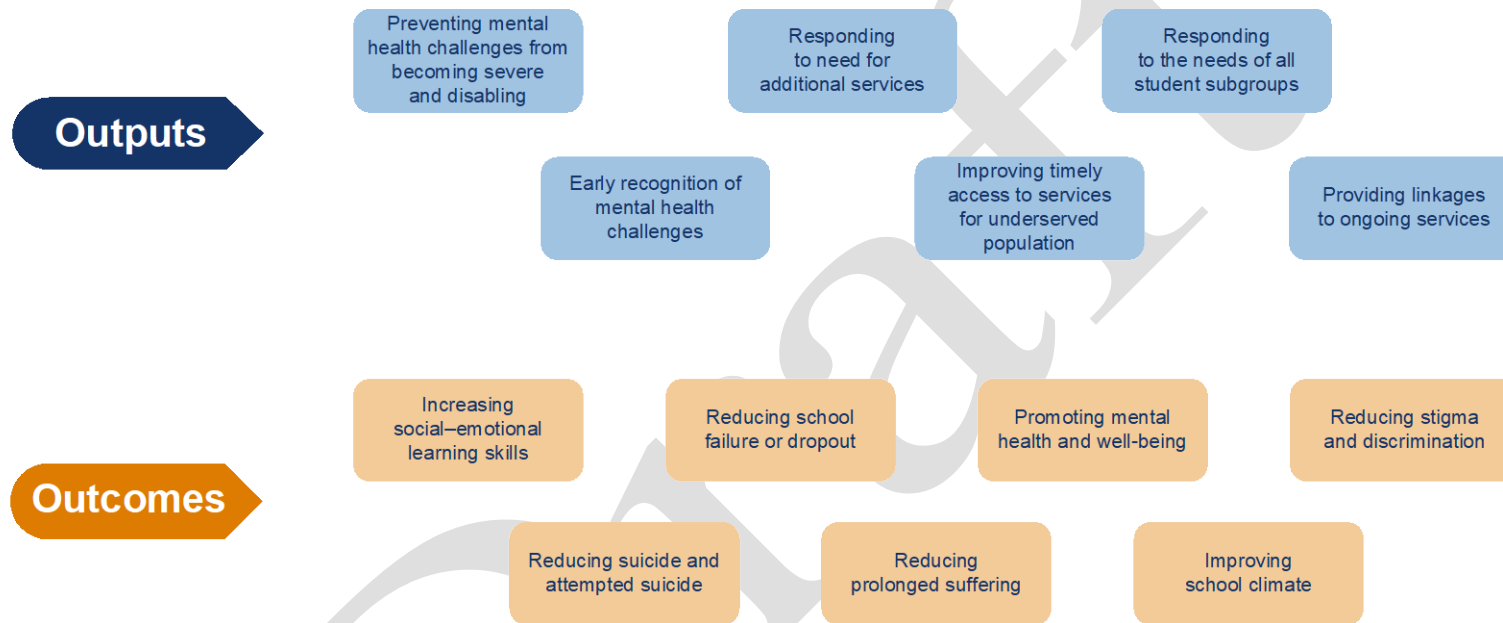 Outputs
Preventing mental
health challenges from
becoming severe
and disabling
Responding
to need for
additional services
Responding
to the needs of all
student subgroups
Early recognition of
mental health
challenges
Improving timely
access to services
for underserved
population
Providing linkages
to ongoing services
Outcomes
Increasing
social–emotional
learning skills
Reducing school
failure or dropout
Promoting mental
health and well-being
Reducing stigma
and discrimination
Reducing suicide and
attempted suicide
Reducing
prolonged suffering
Improving
school climate